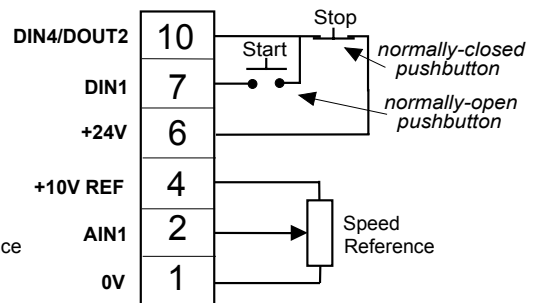 Stop
DIN4/DOUT2 10
Start
normally-closed
pushbutton
DIN1 7
normally-open
pushbutton
+24V 6
+10V REF 4
AIN1 2
Speed
Reference
ce
0V 1